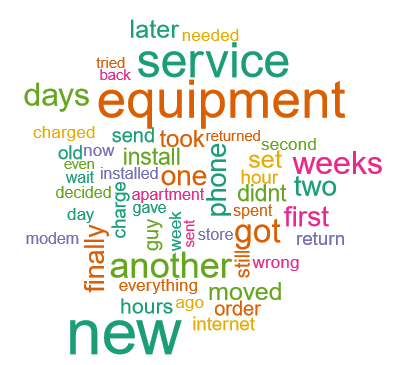 later needed
tried service
back
days equipment
charged send took returned
old now install phone second
even
wait installed one set weeks
decided apartment hour two
day charge gave didnt
guy week spent first
modem sent store got return
finally another still wrong
everything moved
hours ago order
new internet